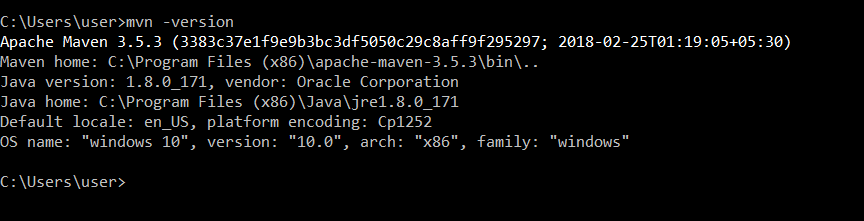 C:\Users\user>mvn -version
Apache Maven 3.5.3 (3383c37e1f9e9b3bc3df5050c29c8aff9f295297; 2018-02-25T01:19:05+05:30)
Maven home: C:\Program Files (x86)\apache-maven-3.5.3\bin\..
Java version: 1.8.0_171, vendor: Oracle Corporation
Java home: C:\Program Files (x86)\Java\jre1.8.0_171
Default locale: en_US, platform encoding: Cp1252
OS name: "windows 10", version: "10.0", arch: "x86", family: "windows"
C:\Users\user>